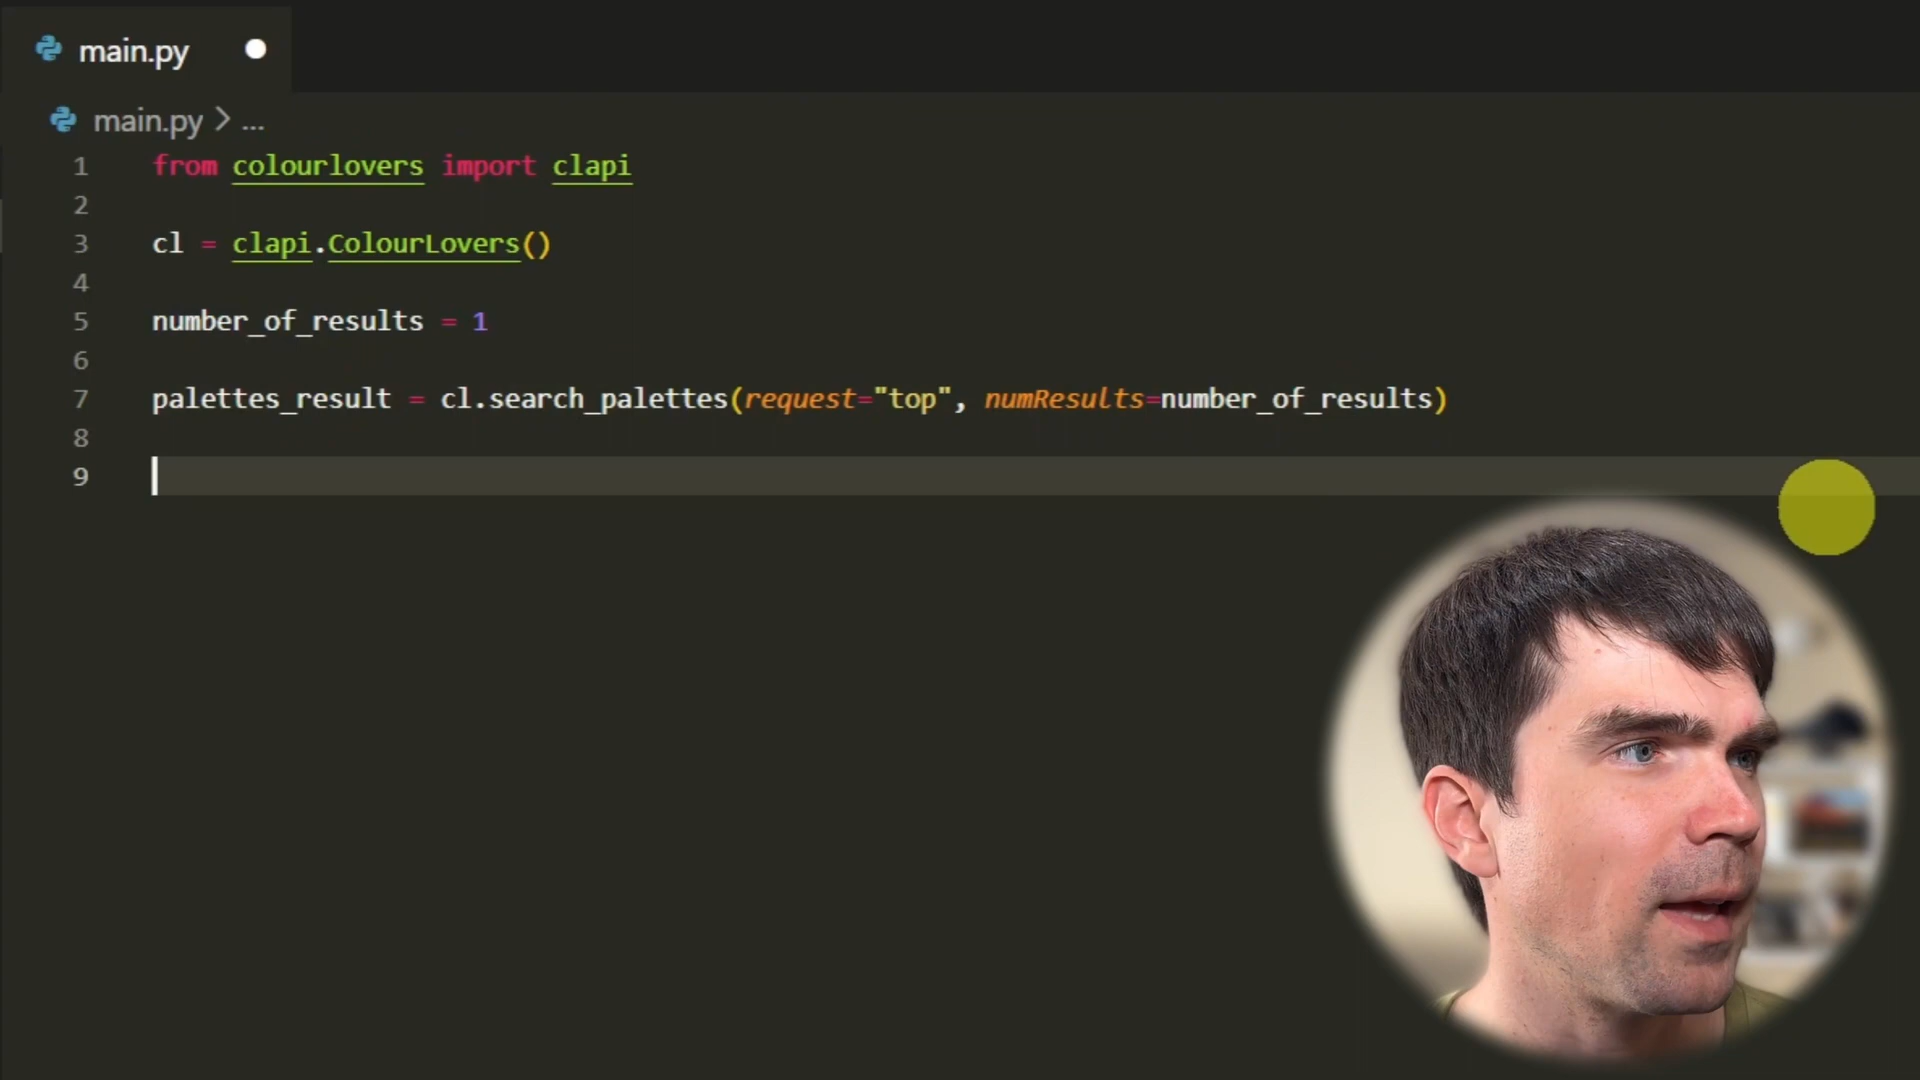 main.py
main.py > ...
1 from colourlovers import clapi
2
3 cl = clapi.ColourLovers()
4
5 number_of_results = 1
6
7 palettes_result = cl.search_palettes(request="top", numResults=number_of_results)
8
9